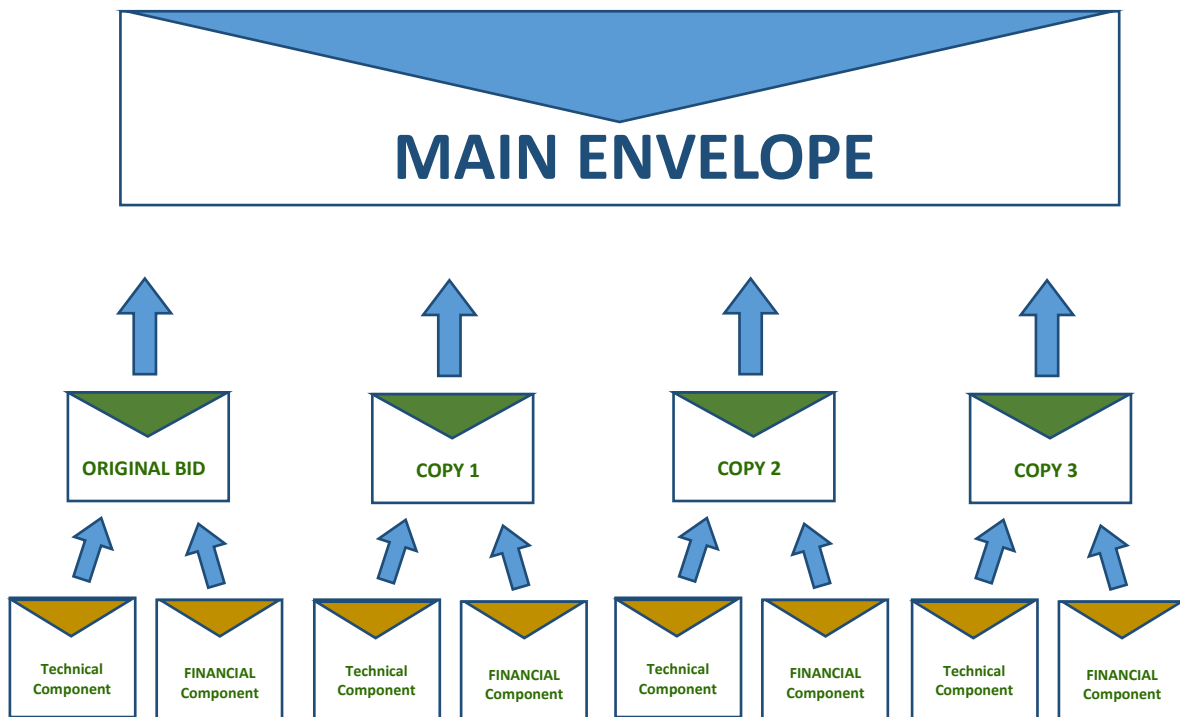 MAIN ENVELOPE
ORIGINAL BID
COPY 1
COPY 2
COPY 3
Technical
Component
FINANCIAL
Component
Technical
Component
FINANCIAL
Component
Technical
Component
FINANCIAL
Component
Technical
Component
FINANCIAL
Component